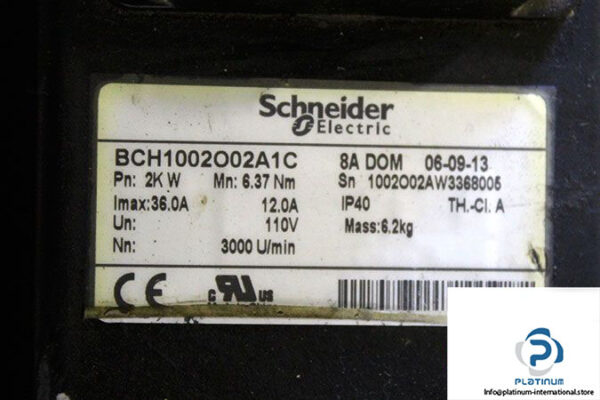 Schneider
Electric
BCH1002O02A1C 8A DOM 06-09-13
Pn: 2KW Mn: 6.37 Nm Sn 1002O02AW3368005
Imax:36.0A 12.0A IP40 TH.-Cl. A
Un: 110V Mass:6.2kg
Nn: 3000 U/min
CE c RU US
PLATINUM
Info@platinum-international.store